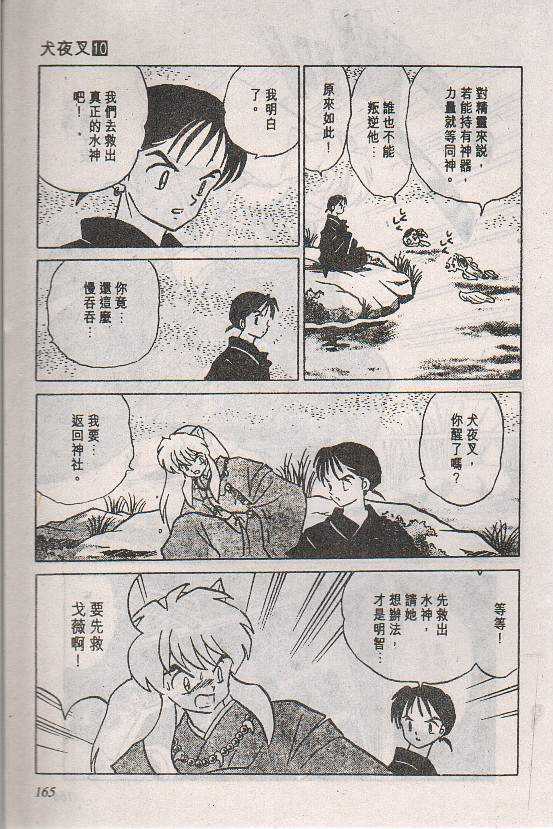 犬夜叉10
對精靈來說，
若能持有神器，
力量就等同神。
誰也不能
叛逆他…
原來如此！
我明白
了。
我們去救出
真正的水神
吧！
你竟…
還這麼
慢吞吞…
犬夜叉，
你醒了嗎？
我要…
返回神社。
等等！
先救出
水神，
請她
想辦法，
才是明智…
要先救
戈薇啊！
165